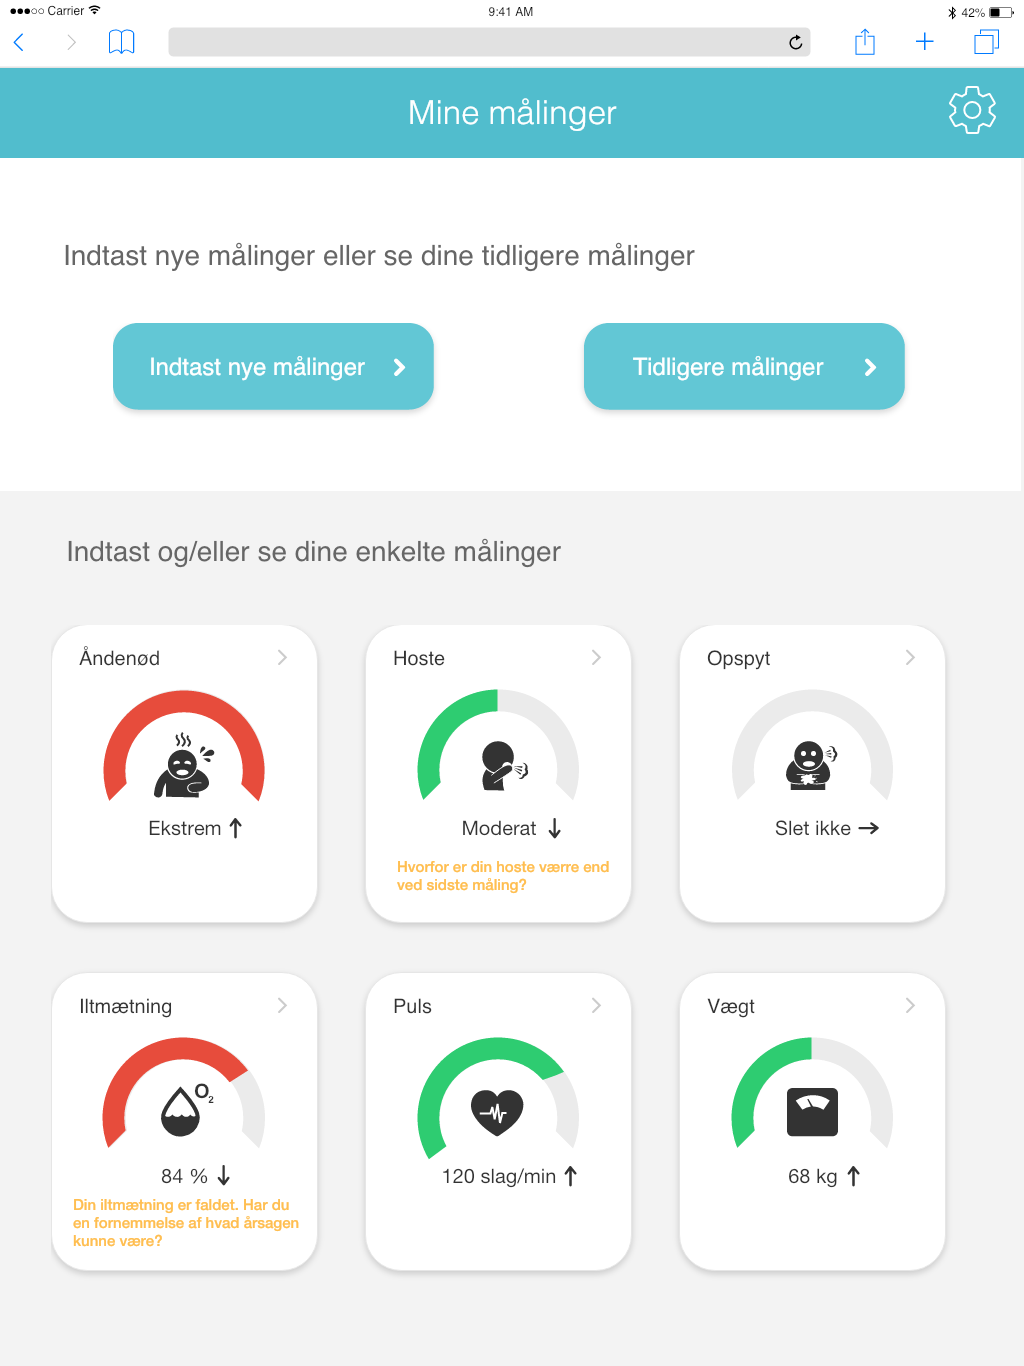 Carrier
9:41 AM
42%
Mine målinger
Indtast nye målinger eller se dine tidligere målinger
Indtast nye målinger
Tidligere målinger
Indtast og/eller se dine enkelte målinger
Åndenød
Hoste
Opspyt
Ekstrem ↑
Moderat ↓
Slet ikke →
Hvorfor er din hoste værre end
ved sidste måling?
Iltmætning
Puls
Vægt
O₂
84 % ↓
120 slag/min ↑
68 kg ↑
Din iltmætning er faldet. Har du
en fornemmelse af hvad årsagen
kunne være?